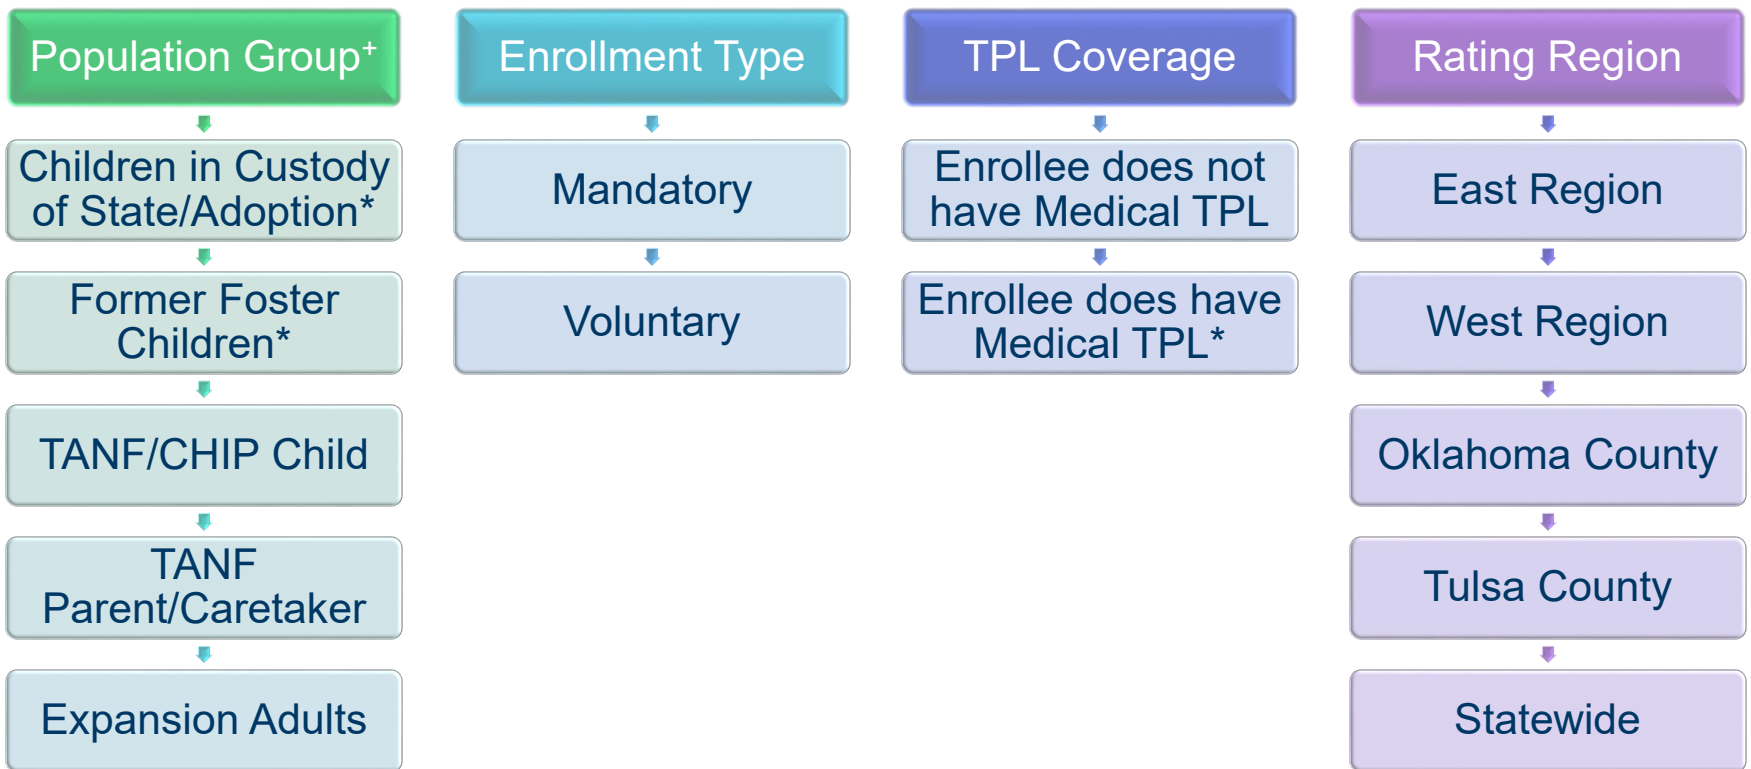 Population Group⁺
Children in Custody
of State/Adoption*
Former Foster
Children*
TANF/CHIP Child
TANF
Parent/Caretaker
Expansion Adults
Enrollment Type
Mandatory
Voluntary
TPL Coverage
Enrollee does not
have Medical TPL
Enrollee does have
Medical TPL*
Rating Region
East Region
West Region
Oklahoma County
Tulsa County
Statewide